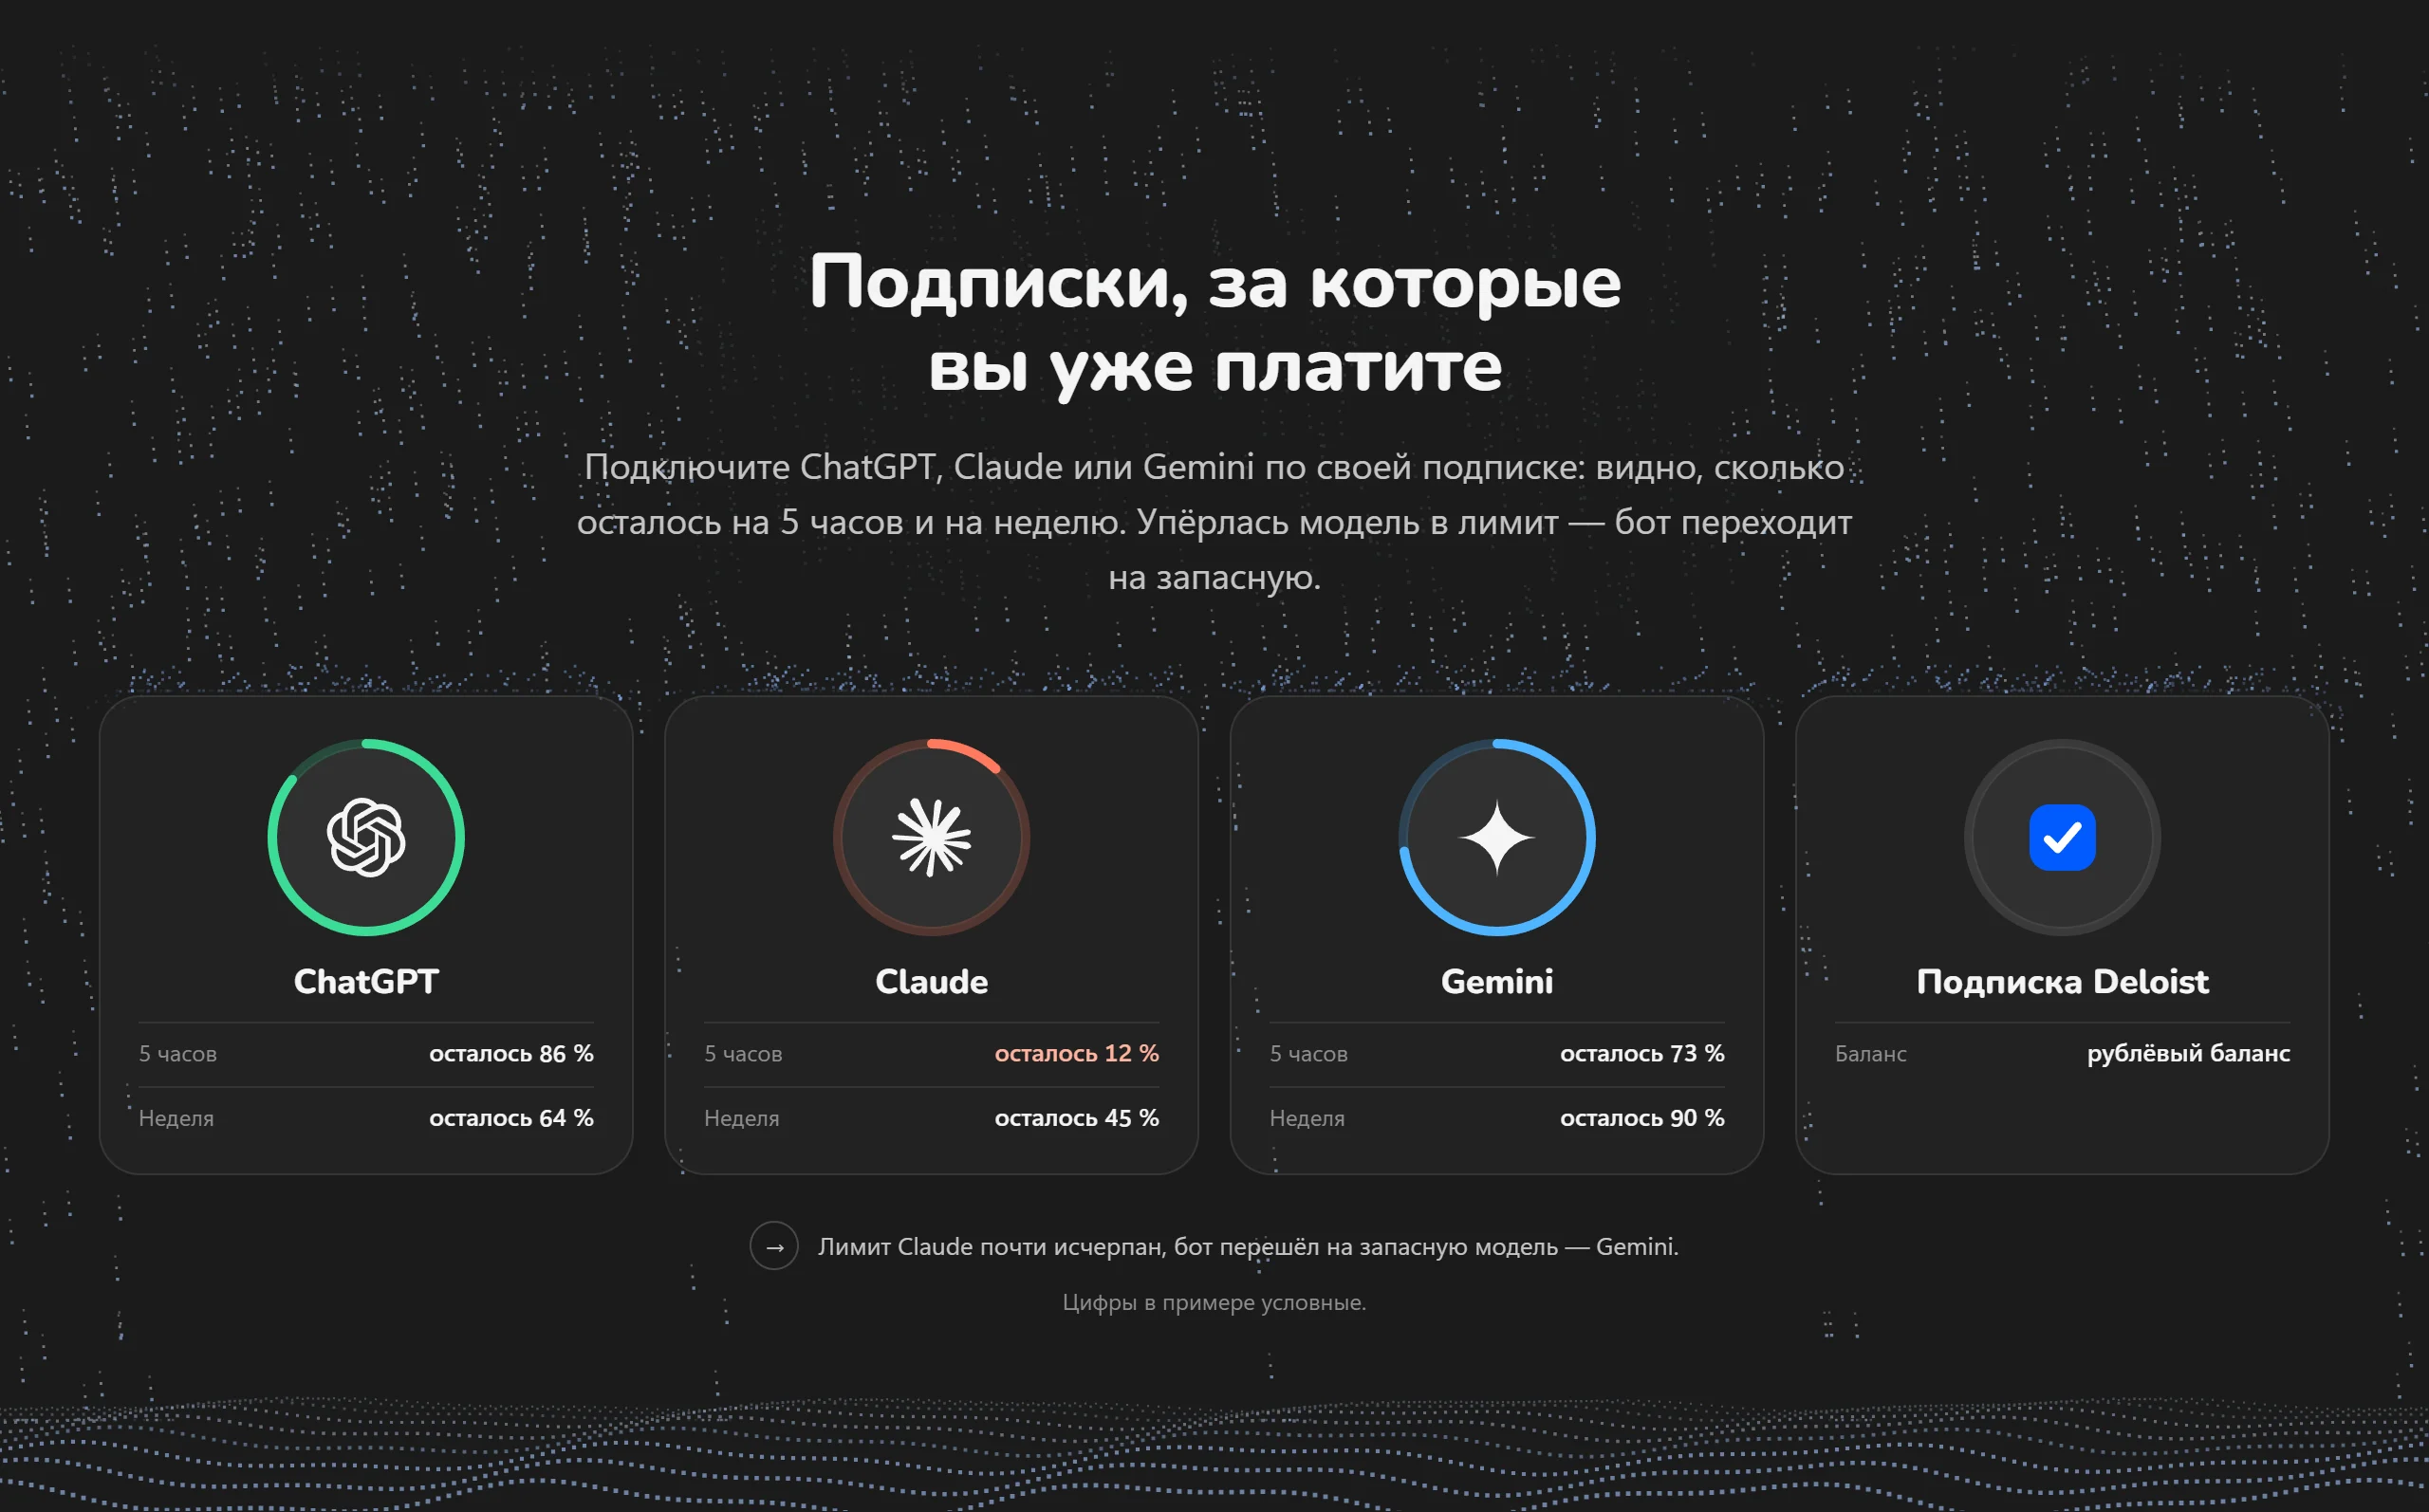 Подписки, за которые
вы уже платите
Подключите ChatGPT, Claude или Gemini по своей подписке: видно, сколько
осталось на 5 часов и на неделю. Упёрлась модель в лимит — бот переходит
на запасную.
ChatGPT
5 часов осталось 86 %
Неделя осталось 64 %
Claude
5 часов осталось 12 %
Неделя осталось 45 %
Gemini
5 часов осталось 73 %
Неделя осталось 90 %
Подписка Deloist
Баланс рублёвый баланс
→ Лимит Claude почти исчерпан, бот перешёл на запасную модель — Gemini.
Цифры в примере условные.